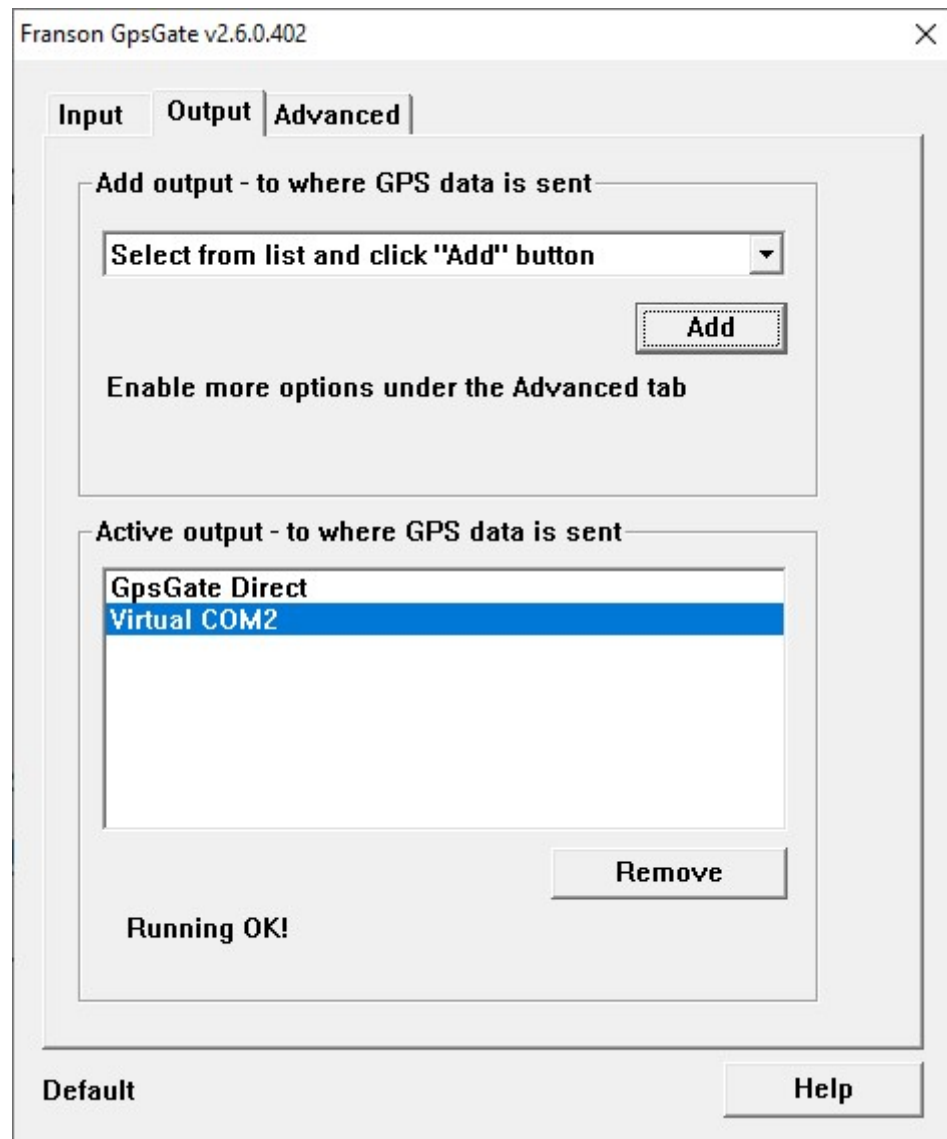 Franson GpsGate v2.6.0.402
Input Output Advanced
Add output - to where GPS data is sent
Select from list and click "Add" button
Add
Enable more options under the Advanced tab
Active output - to where GPS data is sent
GpsGate Direct
Virtual COM2
Remove
Running OK!
Default Help